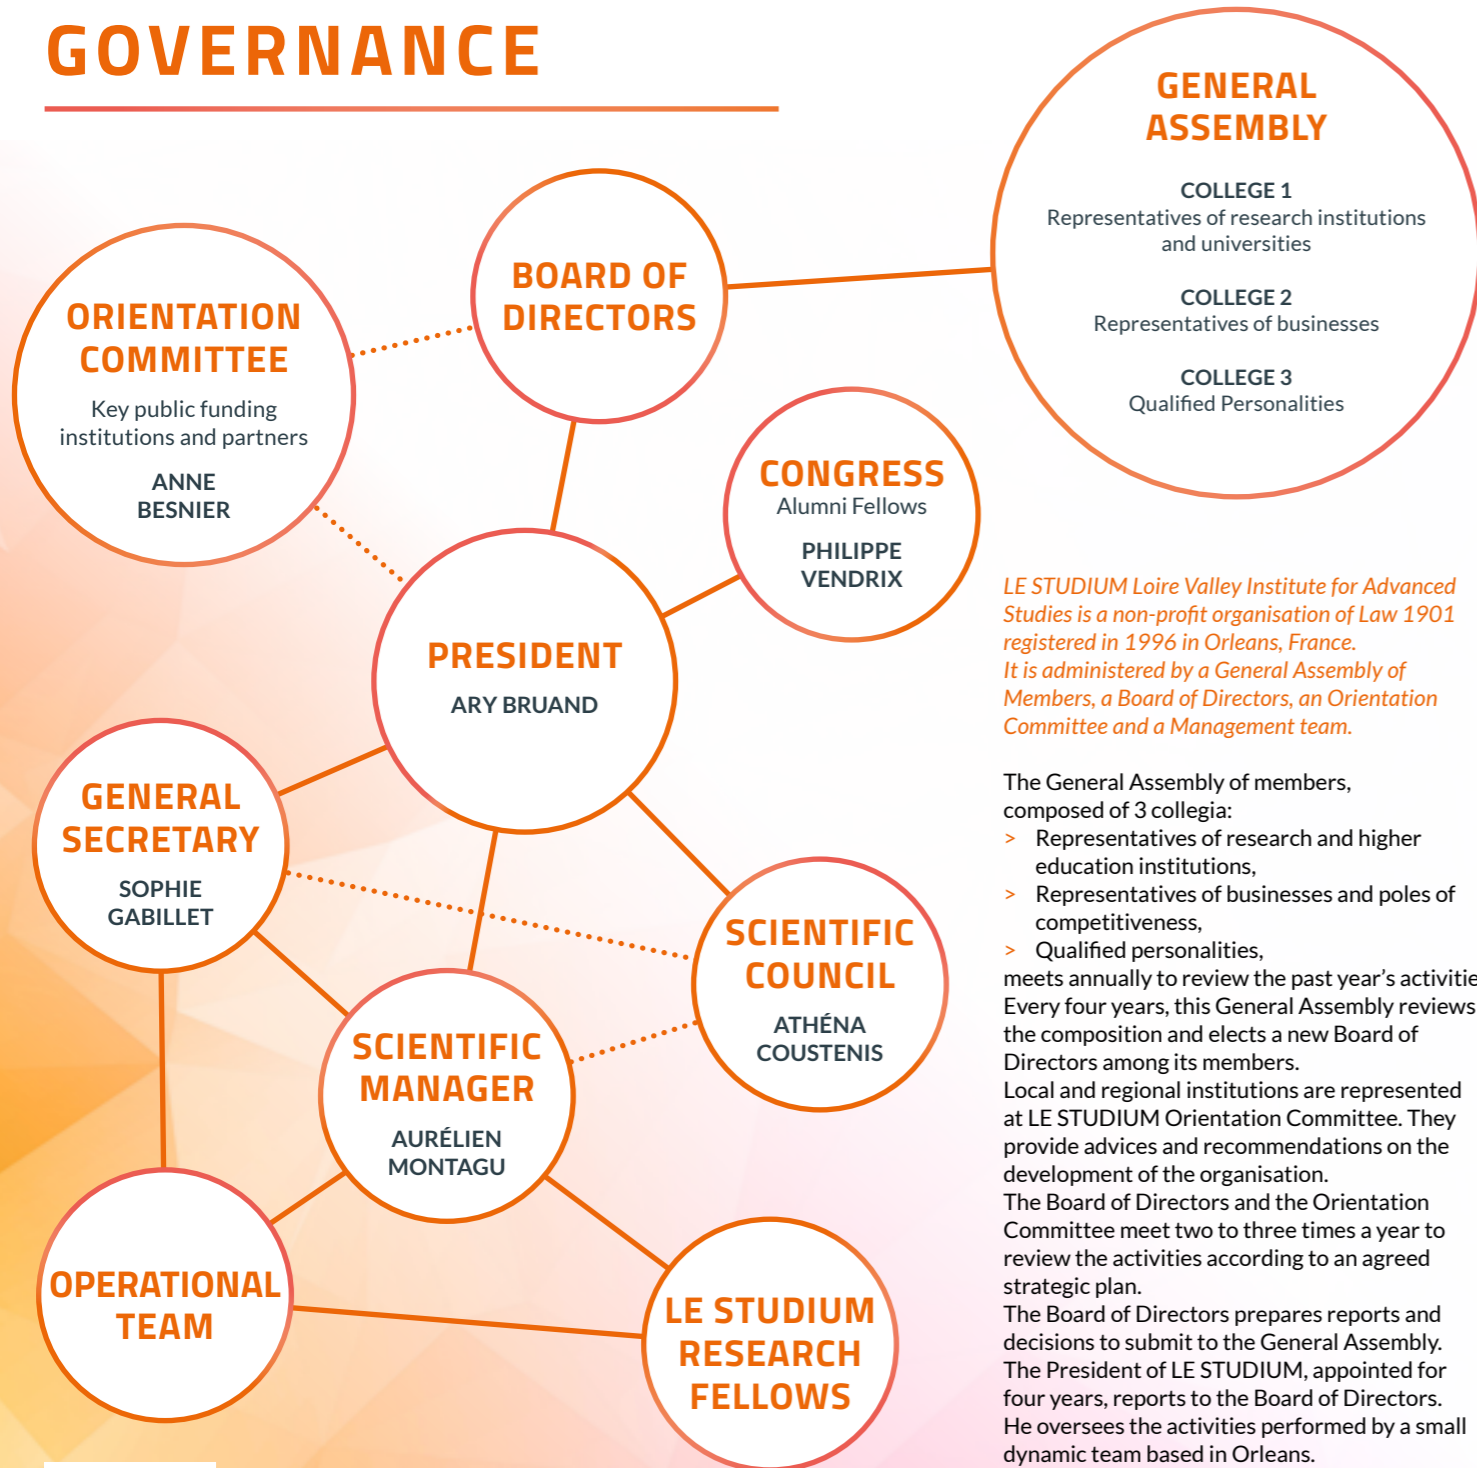 GOVERNANCE
GENERAL
ASSEMBLY
COLLEGE 1
Representatives of research institutions
and universities
COLLEGE 2
Representatives of businesses
COLLEGE 3
Qualified Personalities
BOARD OF
DIRECTORS
ORIENTATION
COMMITTEE
Key public funding
institutions and partners
ANNE
BESNIER
CONGRESS
Alumni Fellows
PHILIPPE
VENDRIX
PRESIDENT
ARY BRUAND
GENERAL
SECRETARY
SOPHIE
GABILLET
SCIENTIFIC
COUNCIL
ATHÉNA
COUSTENIS
SCIENTIFIC
MANAGER
AURÉLIEN
MONTAGU
OPERATIONAL
TEAM
LE STUDIUM
RESEARCH
FELLOWS
LE STUDIUM Loire Valley Institute for Advanced
Studies is a non-profit organisation of Law 1901
registered in 1996 in Orleans, France.
It is administered by a General Assembly of
Members, a Board of Directors, an Orientation
Committee and a Management team.
The General Assembly of members,
composed of 3 collegia:
> Representatives of research and higher
education institutions,
> Representatives of businesses and poles of
competitiveness,
> Qualified personalities,
meets annually to review the past year's activitie
Every four years, this General Assembly reviews
the composition and elects a new Board of
Directors among its members.
Local and regional institutions are represented
at LE STUDIUM Orientation Committee. They
provide advices and recommendations on the
development of the organisation.
The Board of Directors and the Orientation
Committee meet two to three times a year to
review the activities according to an agreed
strategic plan.
The Board of Directors prepares reports and
decisions to submit to the General Assembly.
The President of LE STUDIUM, appointed for
four years, reports to the Board of Directors.
He oversees the activities performed by a small
dynamic team based in Orleans.